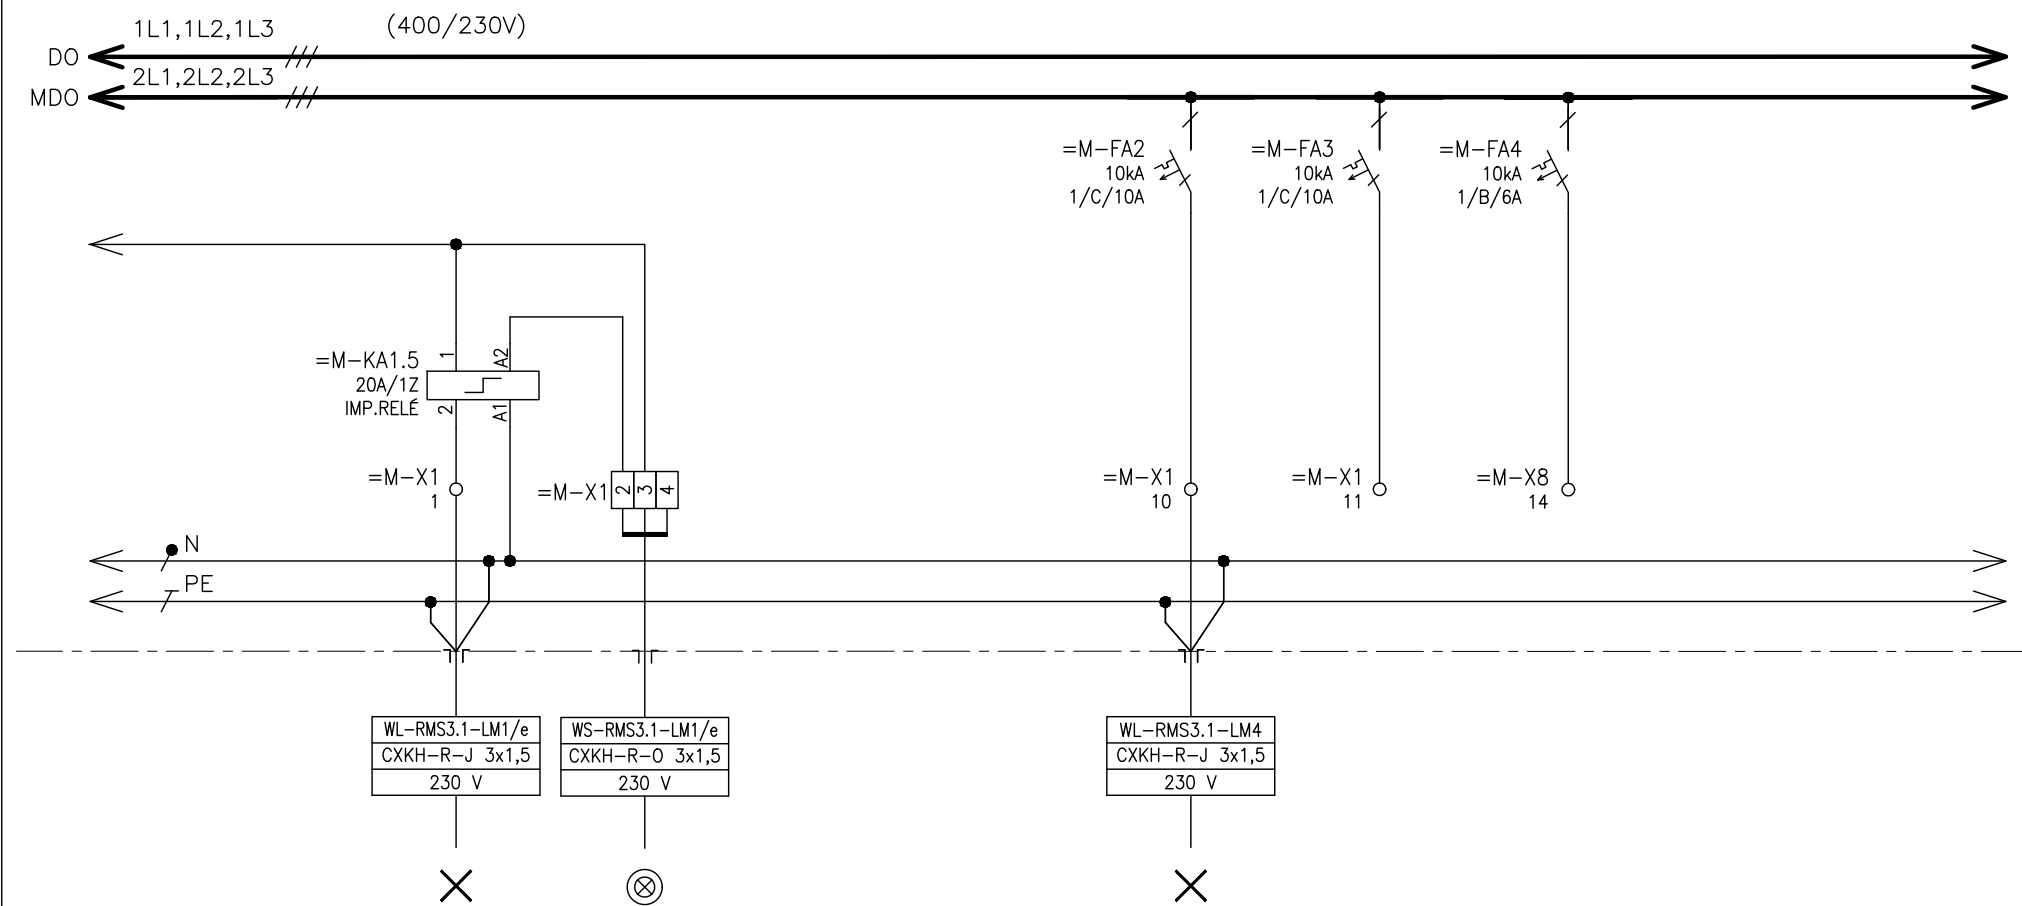 1L1,1L2,1L3
(400/230V)
DO
2L1,2L2,2L3
MDO
=M-FA2
10kA
1/C/10A
=M-FA3
10kA
1/C/10A
=M-FA4
10kA
1/B/6A
=M-KA1.5
20A/1Z
IMP.RELÉ
1
A2
2
A1
=M-X1
1
=M-X1
2
3
4
=M-X1
10
=M-X1
11
=M-X8
14
N
PE
WL-RMS3.1-LM1/e
CXKH-R-J 3x1,5
230 V
WS-RMS3.1-LM1/e
CXKH-R-O 3x1,5
230 V
WL-RMS3.1-LM4
CXKH-R-J 3x1,5
230 V